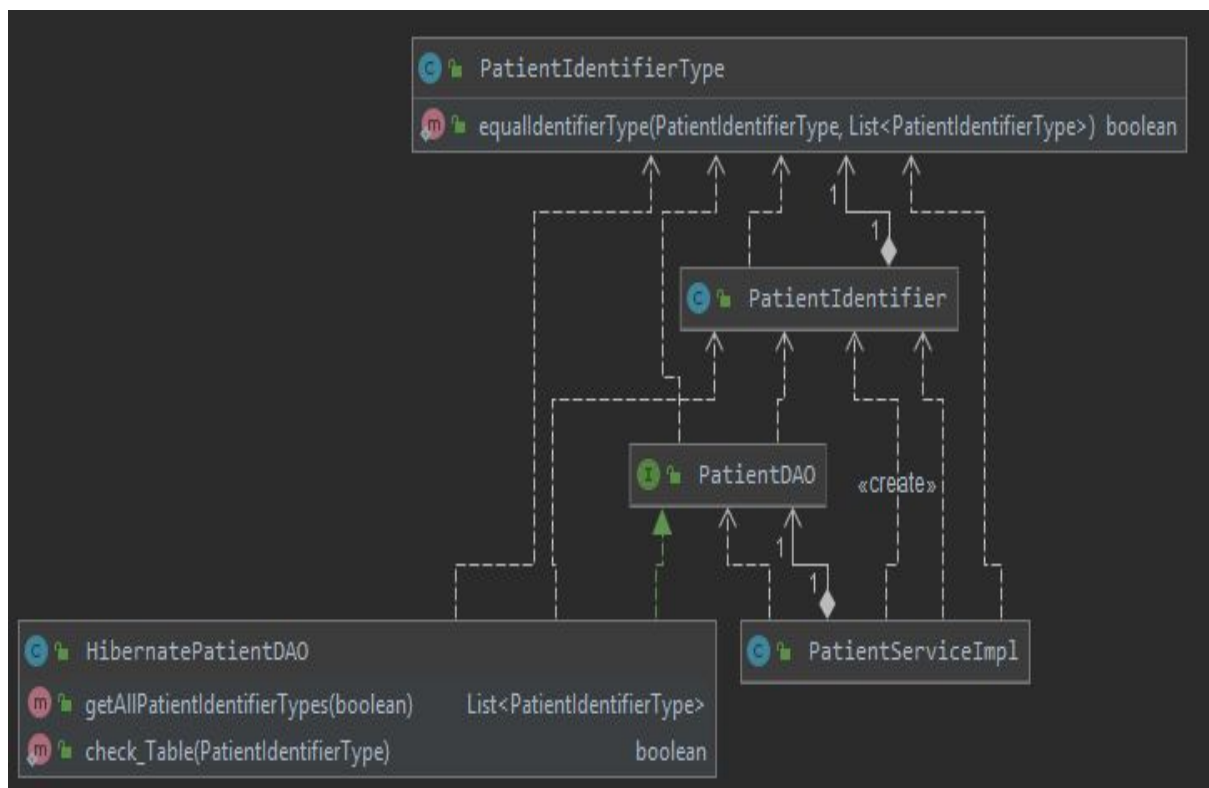 PatientIdentifierType
equalIdentifierType(PatientIdentifierType, List<PatientIdentifierType>) boolean
1
1
PatientIdentifier
PatientDAO
«create»
1
1
HibernatePatientDAO
PatientServiceImpl
getAllPatientIdentifierTypes(boolean) List<PatientIdentifierType>
check_Table(PatientIdentifierType) boolean